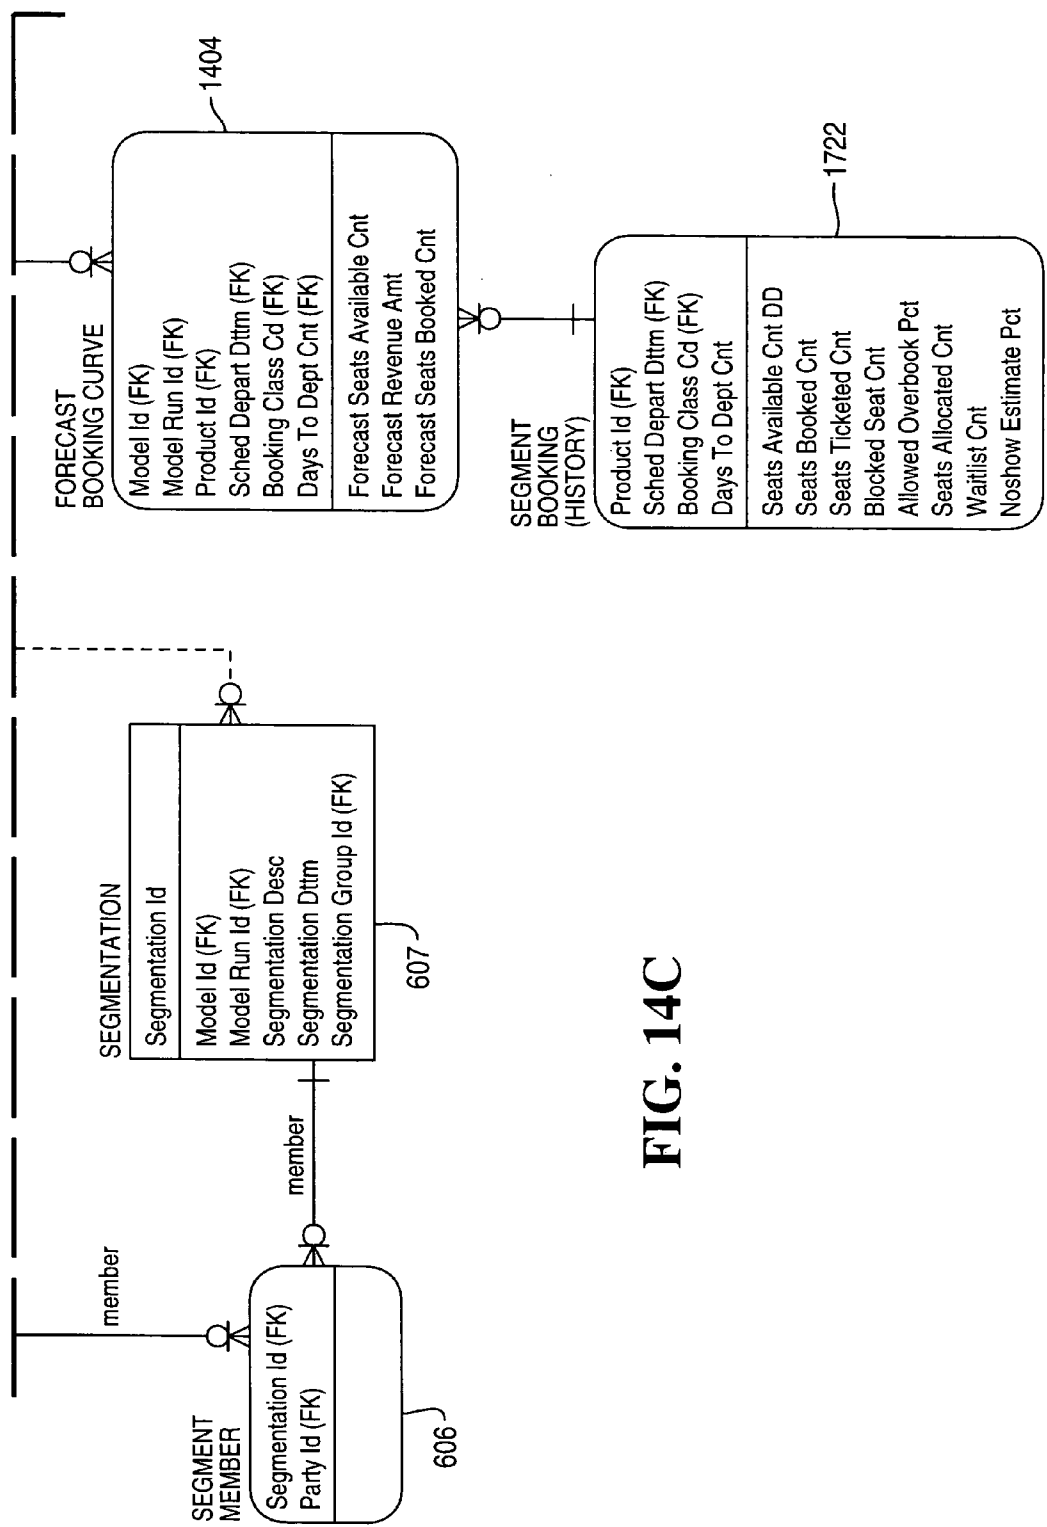 member
SEGMENT
MEMBER
Segmentation Id (FK)
Party Id (FK)
606
member
SEGMENTATION
Segmentation Id
Model Id (FK)
Model Run Id (FK)
Segmentation Desc
Segmentation Dttm
Segmentation Group Id (FK)
607
FORECAST
BOOKING CURVE
Model Id (FK)
Model Run Id (FK)
Product Id (FK)
Sched Depart Dttm (FK)
Booking Class Cd (FK)
Days To Dept Cnt (FK)
Forecast Seats Available Cnt
Forecast Revenue Amt
Forecast Seats Booked Cnt
1404
SEGMENT
BOOKING
(HISTORY)
Product Id (FK)
Sched Depart Dttm (FK)
Booking Class Cd (FK)
Days To Dept Cnt
Seats Available Cnt DD
Seats Booked Cnt
Seats Ticketed Cnt
Blocked Seat Cnt
Allowed Overbook Pct
Seats Allocated Cnt
Waitlist Cnt
Noshow Estimate Pct
1722
FIG. 14C